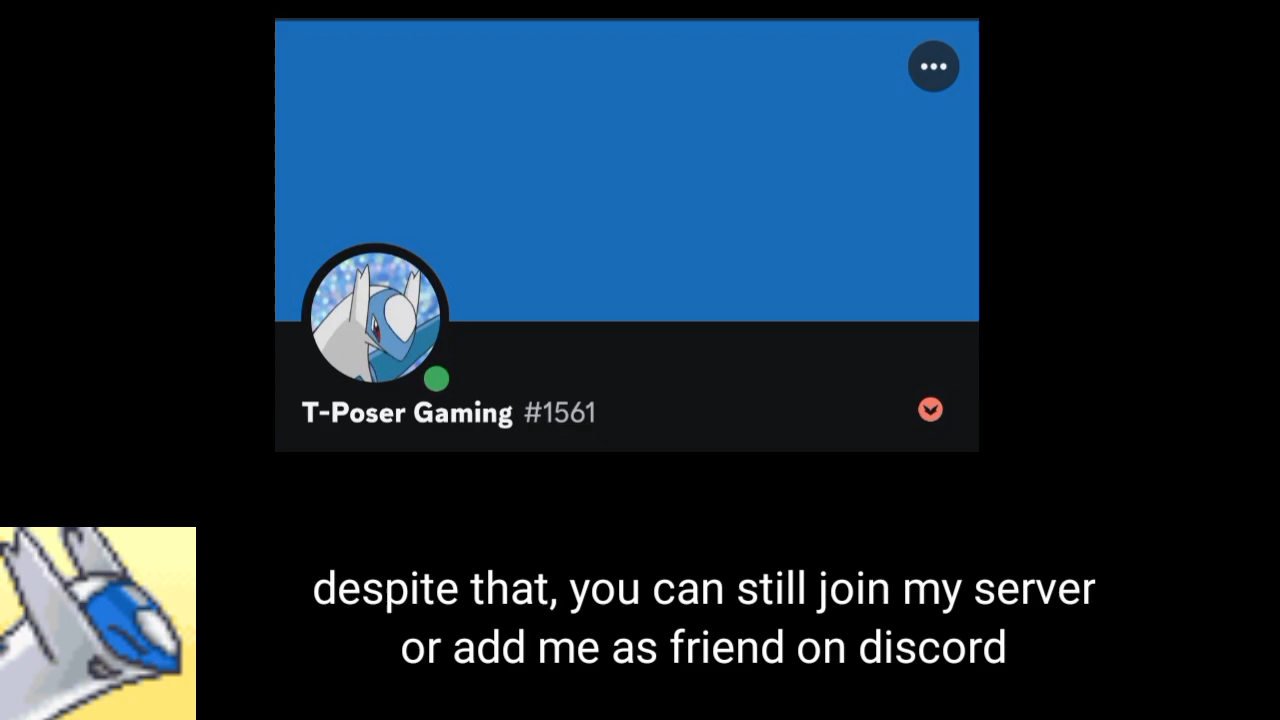 T-Poser Gaming #1561
despite that, you can still join my server
or add me as friend on discord